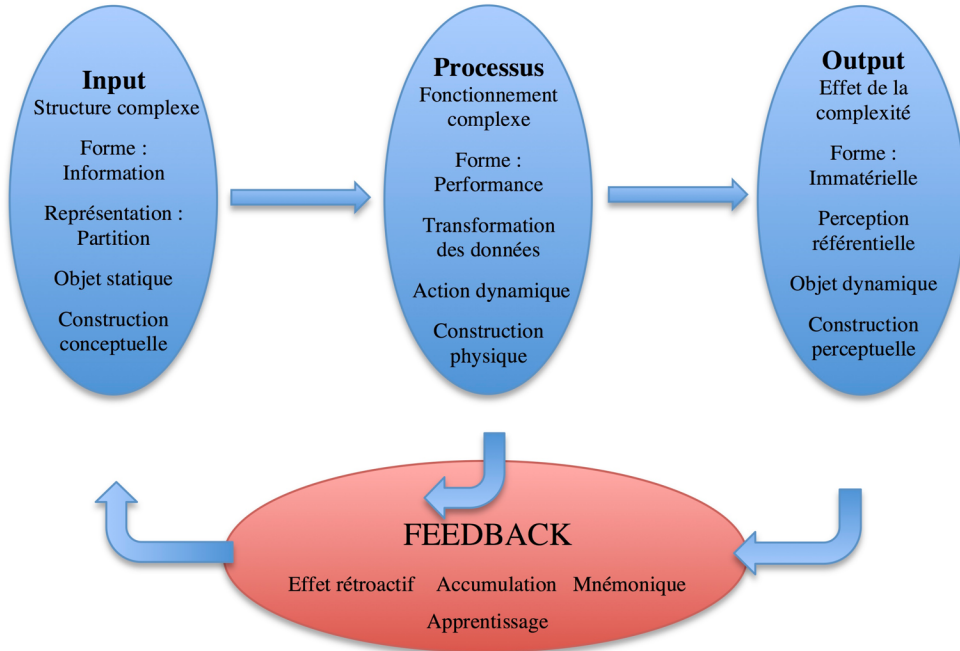 Input
Structure complexe
Forme :
Information
Représentation :
Partition
Objet statique
Construction
conceptuelle
Processus
Fonctionnement
complexe
Forme :
Performance
Transformation
des données
Action dynamique
Construction
physique
Output
Effet de la
complexité
Forme :
Immatérielle
Perception
référentielle
Objet dynamique
Construction
perceptuelle
FEEDBACK
Effet rétroactif Accumulation Mnémonique
Apprentissage